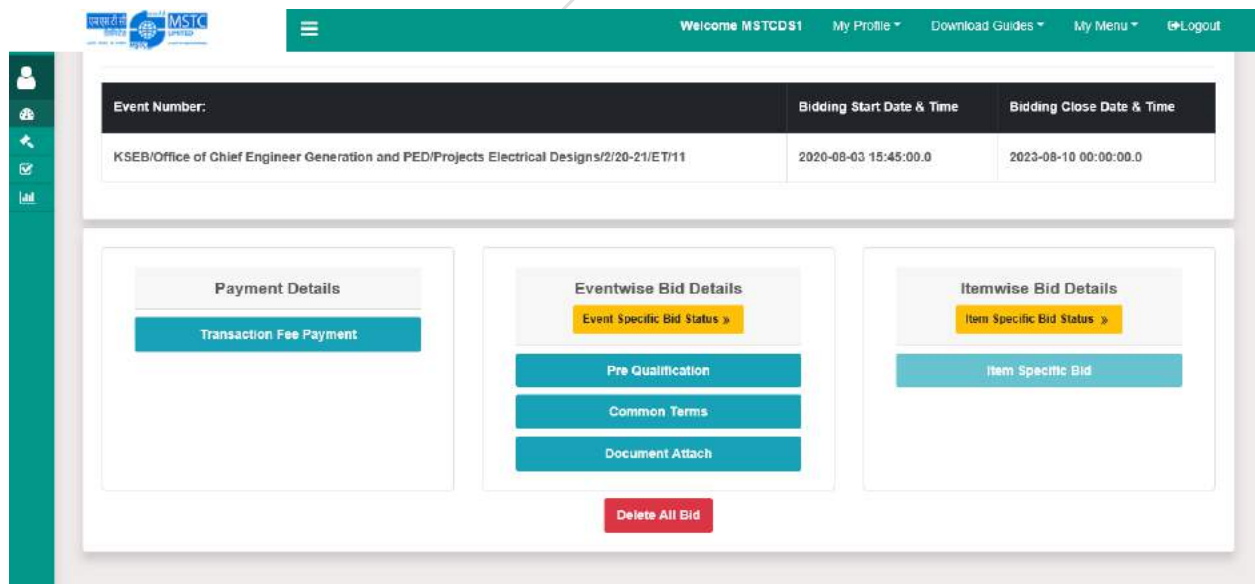 एमएसटीसी
MSTC
LIMITED
Welcome MSTCDS1 My Profile Download Guides My Menu Logout
Event Number: Bidding Start Date & Time Bidding Close Date & Time
KSEB/Office of Chief Engineer Generation and PED/Projects Electrical Designs/2/20-21/ET/11 2020-08-03 15:45:00.0 2023-08-10 00:00:00.0
Payment Details
Transaction Fee Payment
Eventwise Bid Details
Event Specific Bid Status »
Pre Qualification
Common Terms
Document Attach
Itemwise Bid Details
Item Specific Bid Status »
Item Specific Bid
Delete All Bid